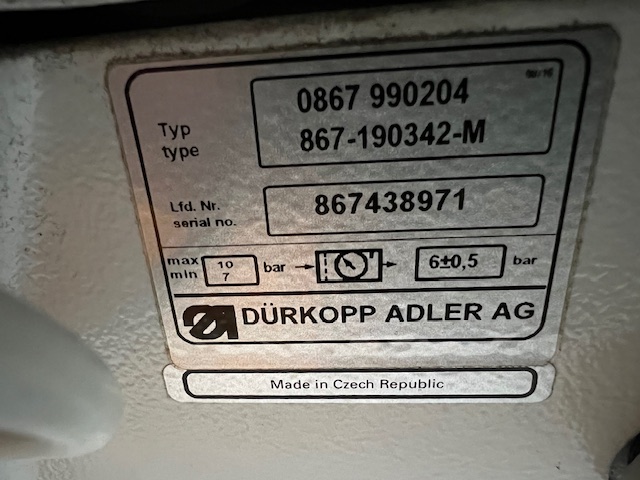 0867 990204
Typ
type
867-190342-M
Lfd. Nr.
serial no.
867438971
max
min
10
7
bar
6±0,5
bar
DÜRKOPP ADLER AG
Made in Czech Republic